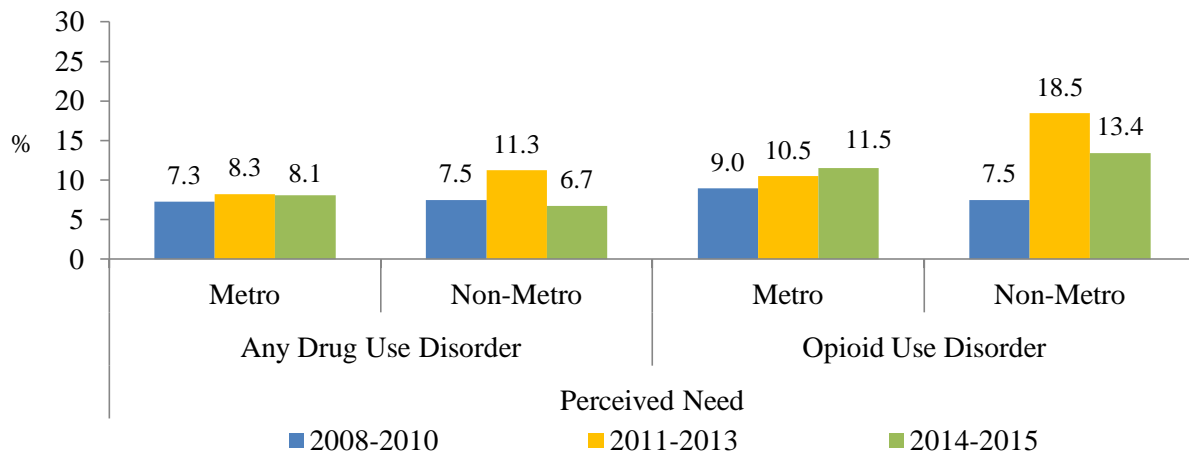 30
25
20
15
10
5
0
%
7.3 8.3 8.1
7.5 11.3 6.7
9.0 10.5 11.5
7.5 18.5 13.4
Metro Non-Metro Metro Non-Metro
Any Drug Use Disorder Opioid Use Disorder
Perceived Need
2008-2010 2011-2013 2014-2015